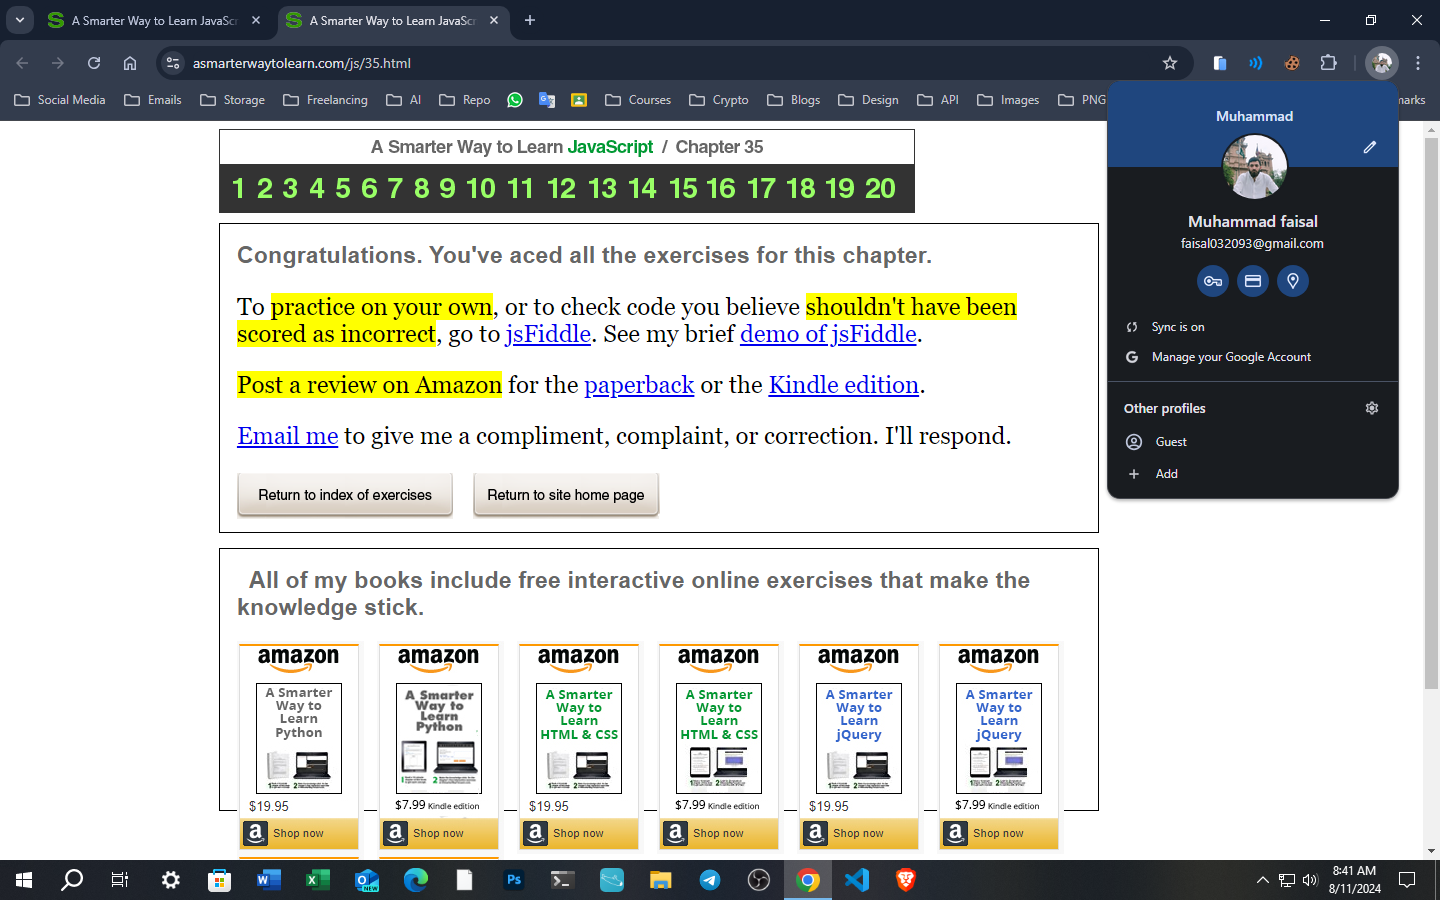 A Smarter Way to Learn JavaScr
A Smarter Way to Learn JavaSc
asmarterwaytolearn.com/js/35.html
Social Media
Emails
Storage
Freelancing
AI
Repo
Courses
Crypto
Blogs
Design
API
Images
PNG
marks
A Smarter Way to Learn JavaScript / Chapter 35
1 2 3 4 5 6 7 8 9 10 11 12 13 14 15 16 17 18 19 20
Congratulations. You've aced all the exercises for this chapter.
To practice on your own, or to check code you believe shouldn't have been
scored as incorrect, go to jsFiddle. See my brief demo of jsFiddle.
Post a review on Amazon for the paperback or the Kindle edition.
Email me to give me a compliment, complaint, or correction. I'll respond.
Return to index of exercises
Return to site home page
Muhammad
Muhammad faisal
faisal032093@gmail.com
Sync is on
Manage your Google Account
Other profiles
Guest
Add
All of my books include free interactive online exercises that make the
knowledge stick.
amazon
A Smarter
Way to
Learn
Python
$19.95
Shop now
amazon
A Smarter
Way to
Learn
Python
$7.99 Kindle edition
Shop now
amazon
A Smarter
Way to
Learn
HTML & CSS
$19.95
Shop now
amazon
A Smarter
Way to
Learn
HTML & CSS
$7.99 Kindle edition
Shop now
amazon
A Smarter
Way to
Learn
jQuery
$19.95
Shop now
amazon
A Smarter
Way to
Learn
jQuery
$7.99 Kindle edition
Shop now
8:41 AM
8/11/2024